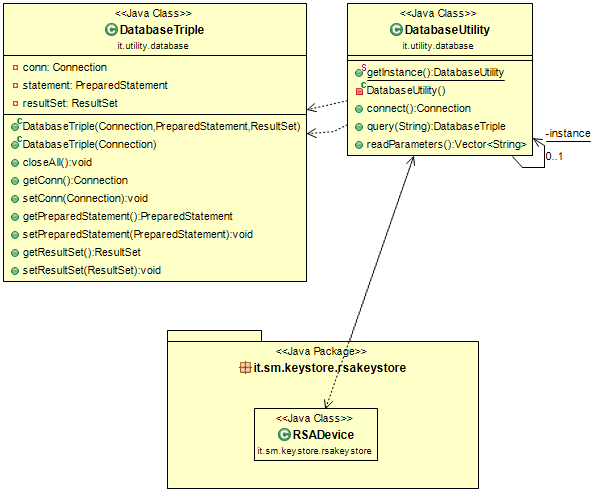 <<Java Class>>
DatabaseTriple
it.utility.database
conn: Connection
statement: PreparedStatement
resultSet: ResultSet
DatabaseTriple(Connection,PreparedStatement,ResultSet)
DatabaseTriple(Connection)
closeAll():void
getConn():Connection
setConn(Connection):void
getPreparedStatement():PreparedStatement
setPreparedStatement(PreparedStatement):void
getResultSet():ResultSet
setResultSet(ResultSet):void
<<Java Class>>
DatabaseUtility
it.utility.database
getInstance():DatabaseUtility
DatabaseUtility()
connect():Connection
query(String):DatabaseTriple
readParameters():Vector<String>
-instance
0..1
<<Java Package>>
it.sm.keystore.rsakeystore
<<Java Class>>
RSADevice
it.sm.keystore.rsakeystore